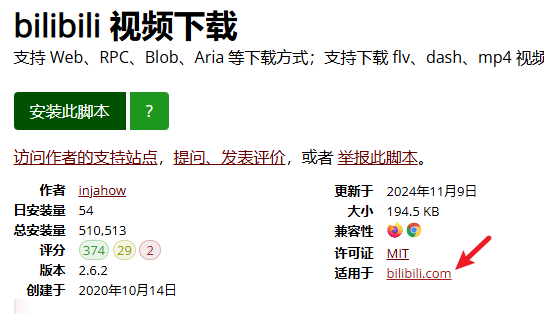 bilibili 视频下载
支持 Web、RPC、Blob、Aria 等下载方式；支持下载 flv、dash、mp4 视频
安装此脚本 ?
访问作者的支持站点，提问、发表评价，或者 举报此脚本。
作者 injahow
日安装量 54
总安装量 510,513
评分 374 29 2
版本 2.6.2
创建于 2020年10月14日
更新于 2024年11月9日
大小 194.5 KB
兼容性
许可证 MIT
适用于 bilibili.com